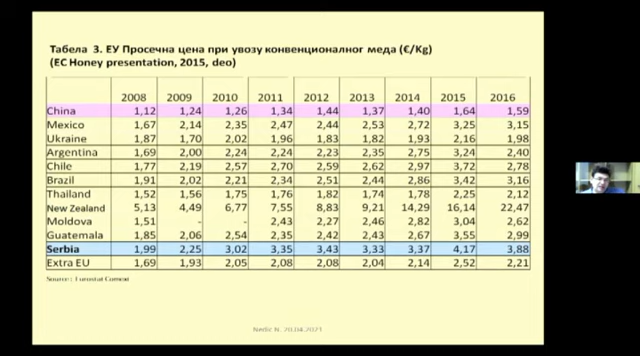 Табела 3. ЕУ Просечна цена при увозу конвенционалног меда (€/Kg)
(EC Honey presentation, 2015, deo)
2008 2009 2010 2011 2012 2013 2014 2015 2016
China 1,12 1,24 1,26 1,34 1,44 1,37 1,40 1,64 1,59
Mexico 1,67 2,14 2,35 2,47 2,44 2,53 2,72 3,25 3,15
Ukraine 1,87 1,70 2,02 1,96 1,83 1,82 1,93 2,16 1,98
Argentina 1,69 2,00 2,24 2,24 2,23 2,35 2,75 3,24 2,40
Chile 1,77 2,19 2,57 2,70 2,59 2,62 2,97 3,72 2,78
Brazil 1,91 2,02 2,21 2,34 2,51 2,44 2,86 3,42 3,16
Thailand 1,52 1,56 1,75 1,76 1,82 1,74 1,78 2,25 2,12
New Zealand 5,13 4,49 6,77 7,55 8,83 9,21 14,29 16,14 22,47
Moldova 1,51 - - 2,43 2,27 2,46 2,82 3,04 2,62
Guatemala 1,85 2,06 2,54 2,35 2,42 2,43 2,67 3,55 2,99
Serbia 1,99 2,25 3,02 3,35 3,43 3,33 3,37 4,17 3,88
Extra EU 1,69 1,93 2,05 2,08 2,08 2,04 2,14 2,52 2,21
Source: Eurostat Comext
Nedic N. 20.04.2021